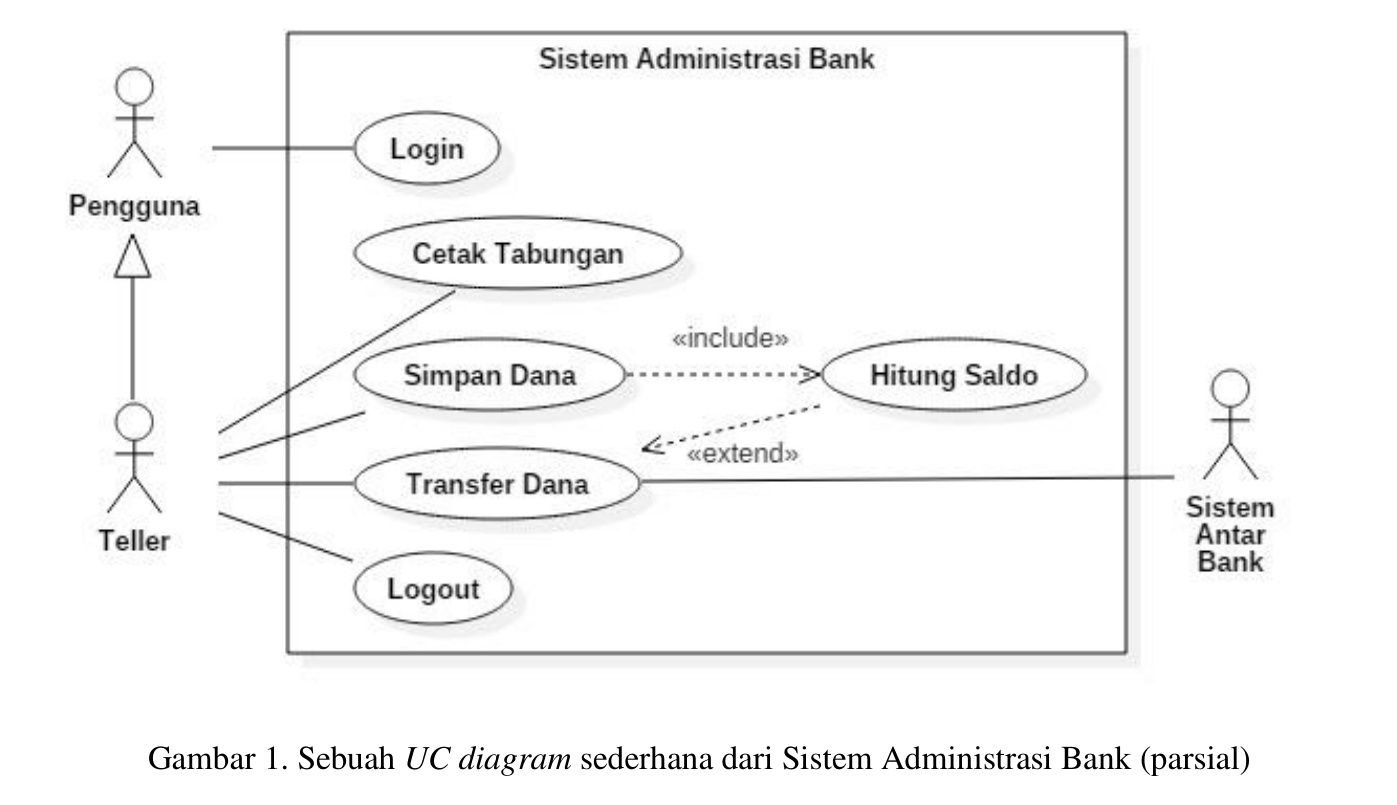 Sistem Administrasi Bank
Login
Pengguna
Cetak Tabungan
«include»
Simpan Dana
Hitung Saldo
«extend»
Transfer Dana
Teller
Sistem
Antar
Bank
Logout
Gambar 1. Sebuah UC diagram sederhana dari Sistem Administrasi Bank (parsial)